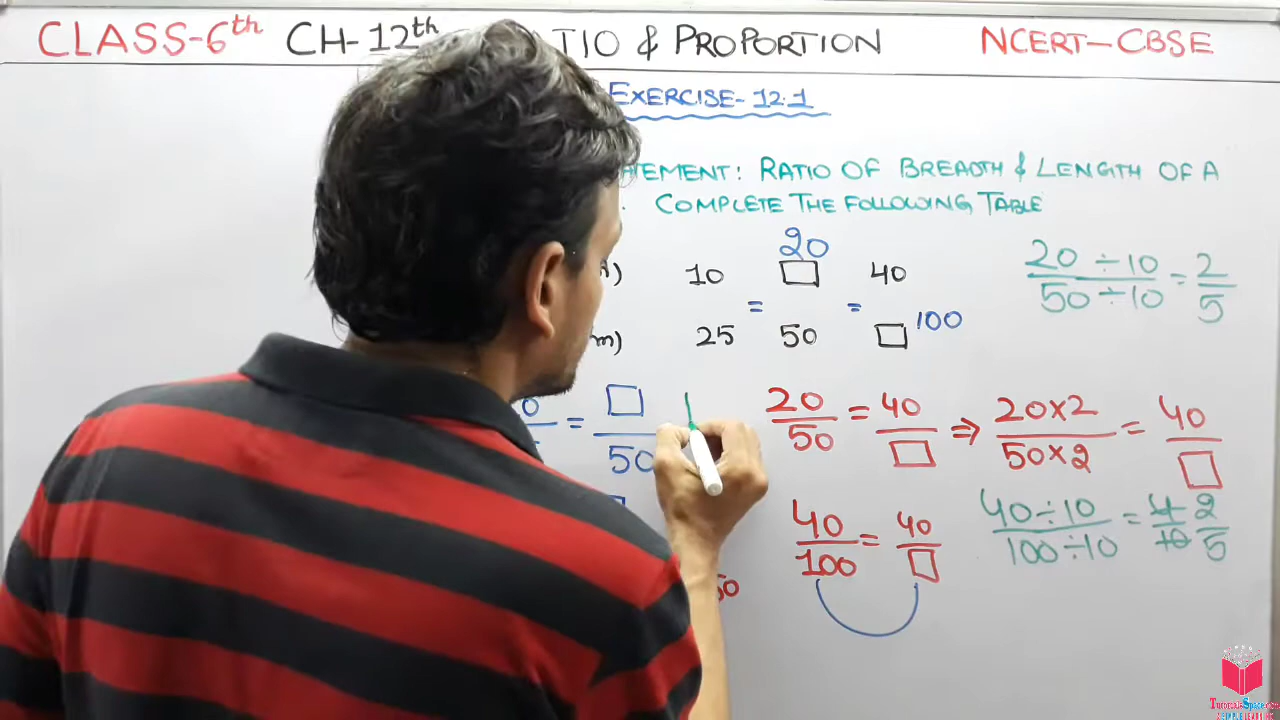 CLASS-6th CH-12th TIO & PROPORTION NCERT-CBSE
EXERCISE-12.1
TEMENT: RATIO OF BREADTH & LENGTH OF A
COMPLETE THE FOLLOWING TABLE
20
10 □ 40
= =
25 50 □ 100
20 ÷10 / 50 ÷10 = 2/5
= □/50
20/50 = 40/□ ⇒ 20×2/50×2 = 40/□
40/100 = 40/□
40÷10/100÷10 = 4/10 2/5
50